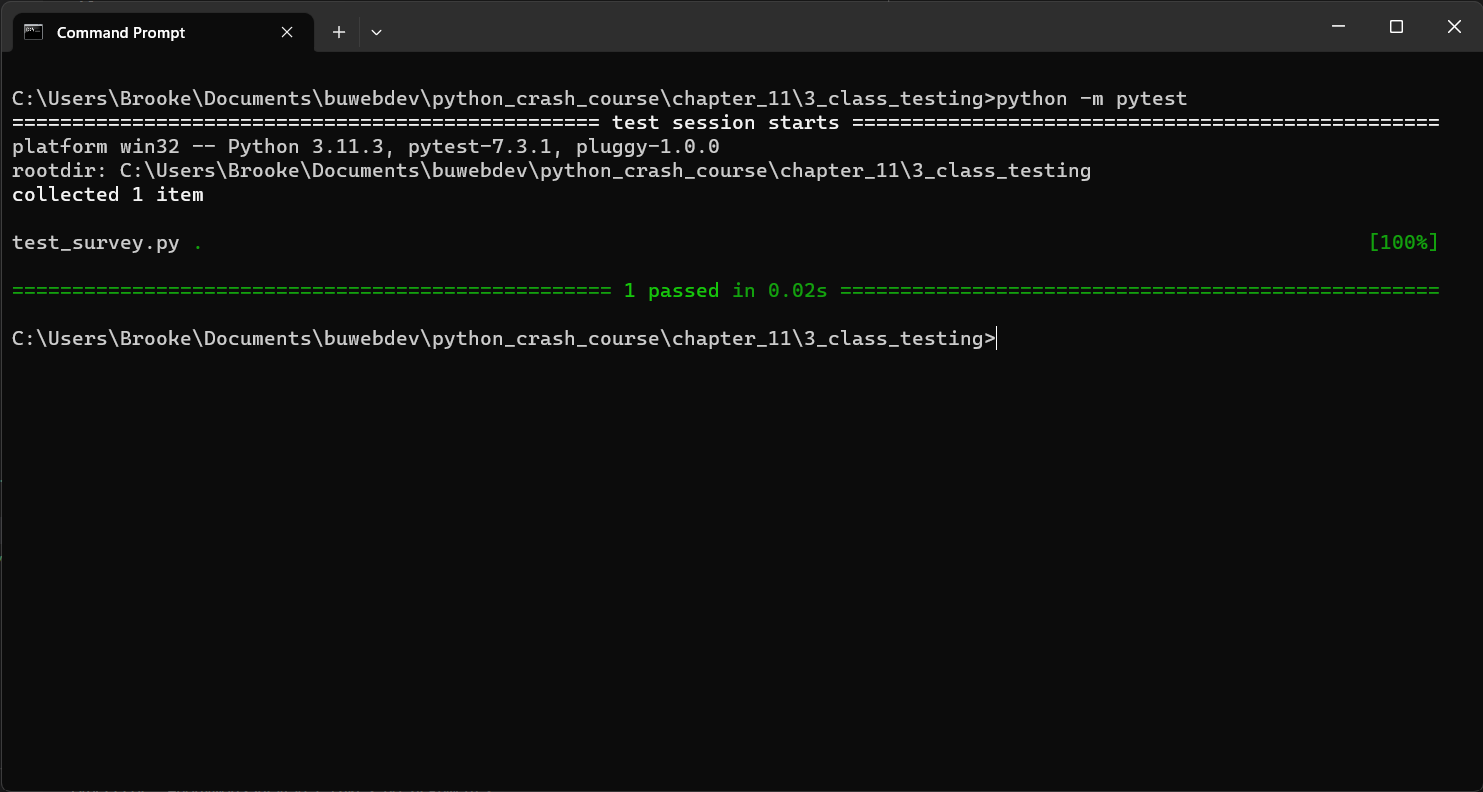 Command Prompt
C:\Users\Brooke\Documents\buwebdev\python_crash_course\chapter_11\3_class_testing>python -m pytest
================================================= test session starts =================================================
platform win32 -- Python 3.11.3, pytest-7.3.1, pluggy-1.0.0
rootdir: C:\Users\Brooke\Documents\buwebdev\python_crash_course\chapter_11\3_class_testing
collected 1 item
test_survey.py . [100%]
================================================== 1 passed in 0.02s ==================================================
C:\Users\Brooke\Documents\buwebdev\python_crash_course\chapter_11\3_class_testing>